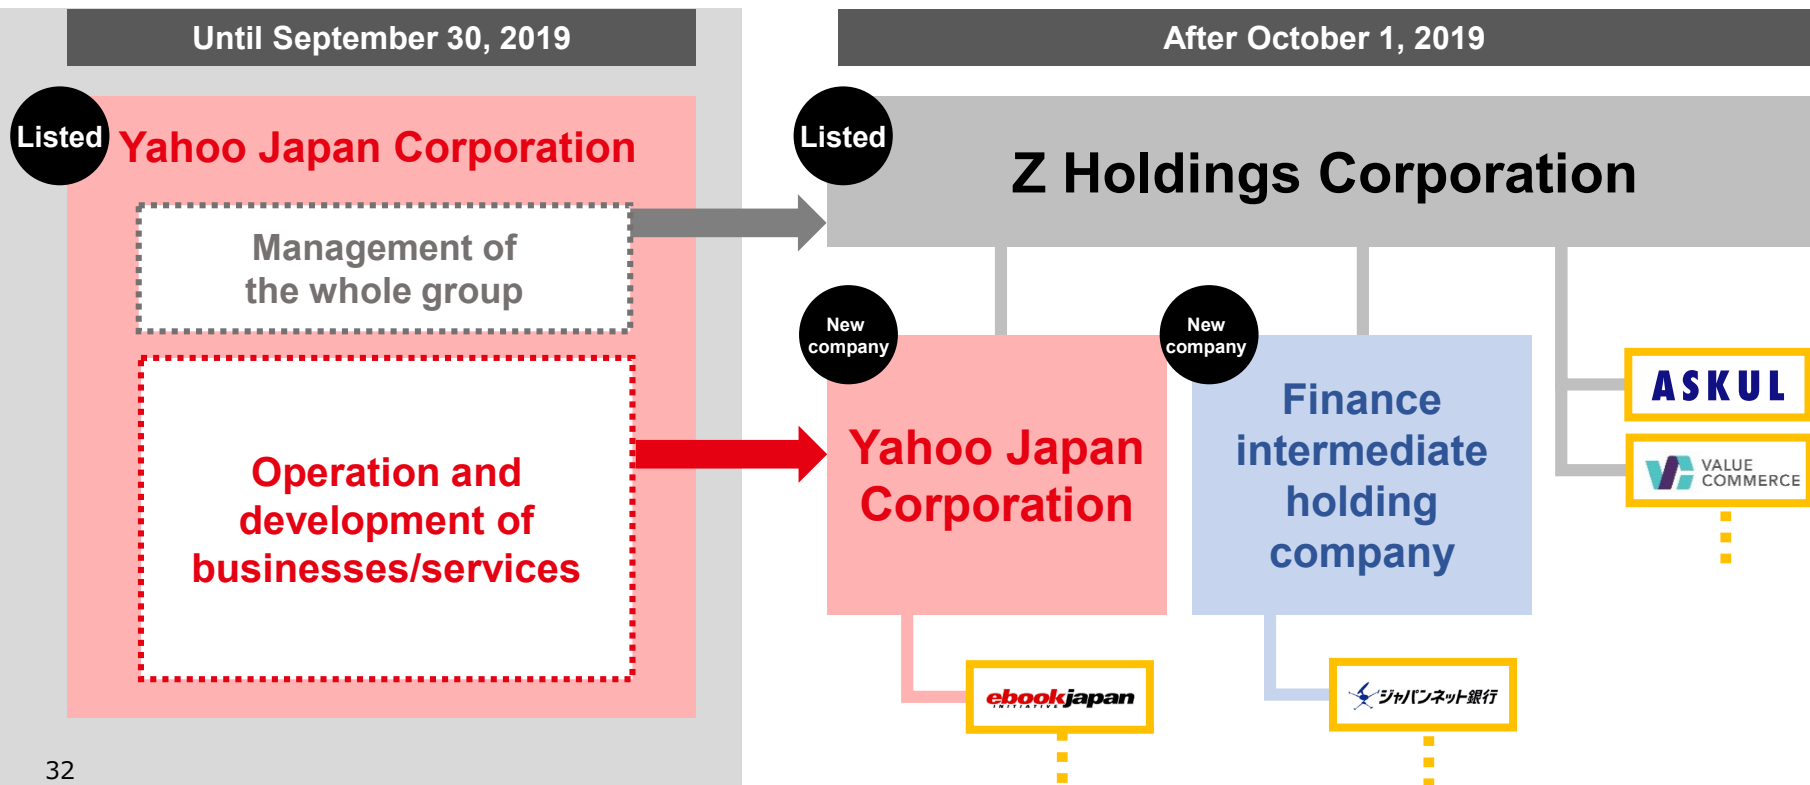 Until September 30, 2019
Listed
Yahoo Japan Corporation
Management of
the whole group
Operation and
development of
businesses/services
32
After October 1, 2019
Listed
Z Holdings Corporation
New
company
Yahoo Japan
Corporation
ebookjapan
INITIATIVE
New
company
Finance
intermediate
holding
company
ジャパンネット銀行
ASKUL
VALUE
COMMERCE